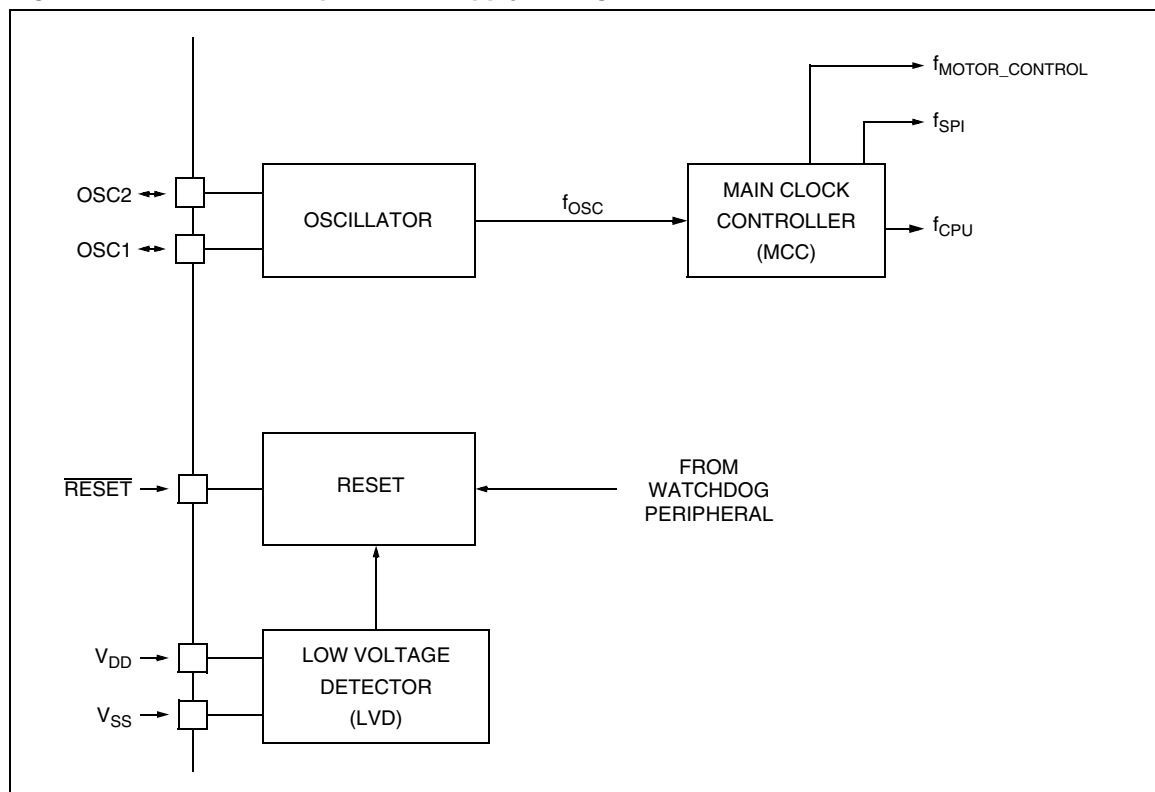 fMOTOR_CONTROL
fSPI
OSC2
OSC1
OSCILLATOR
fOSC
MAIN CLOCK
CONTROLLER
(MCC)
fCPU
RESET
RESET
FROM
WATCHDOG
PERIPHERAL
VDD
VSS
LOW VOLTAGE
DETECTOR
(LVD)